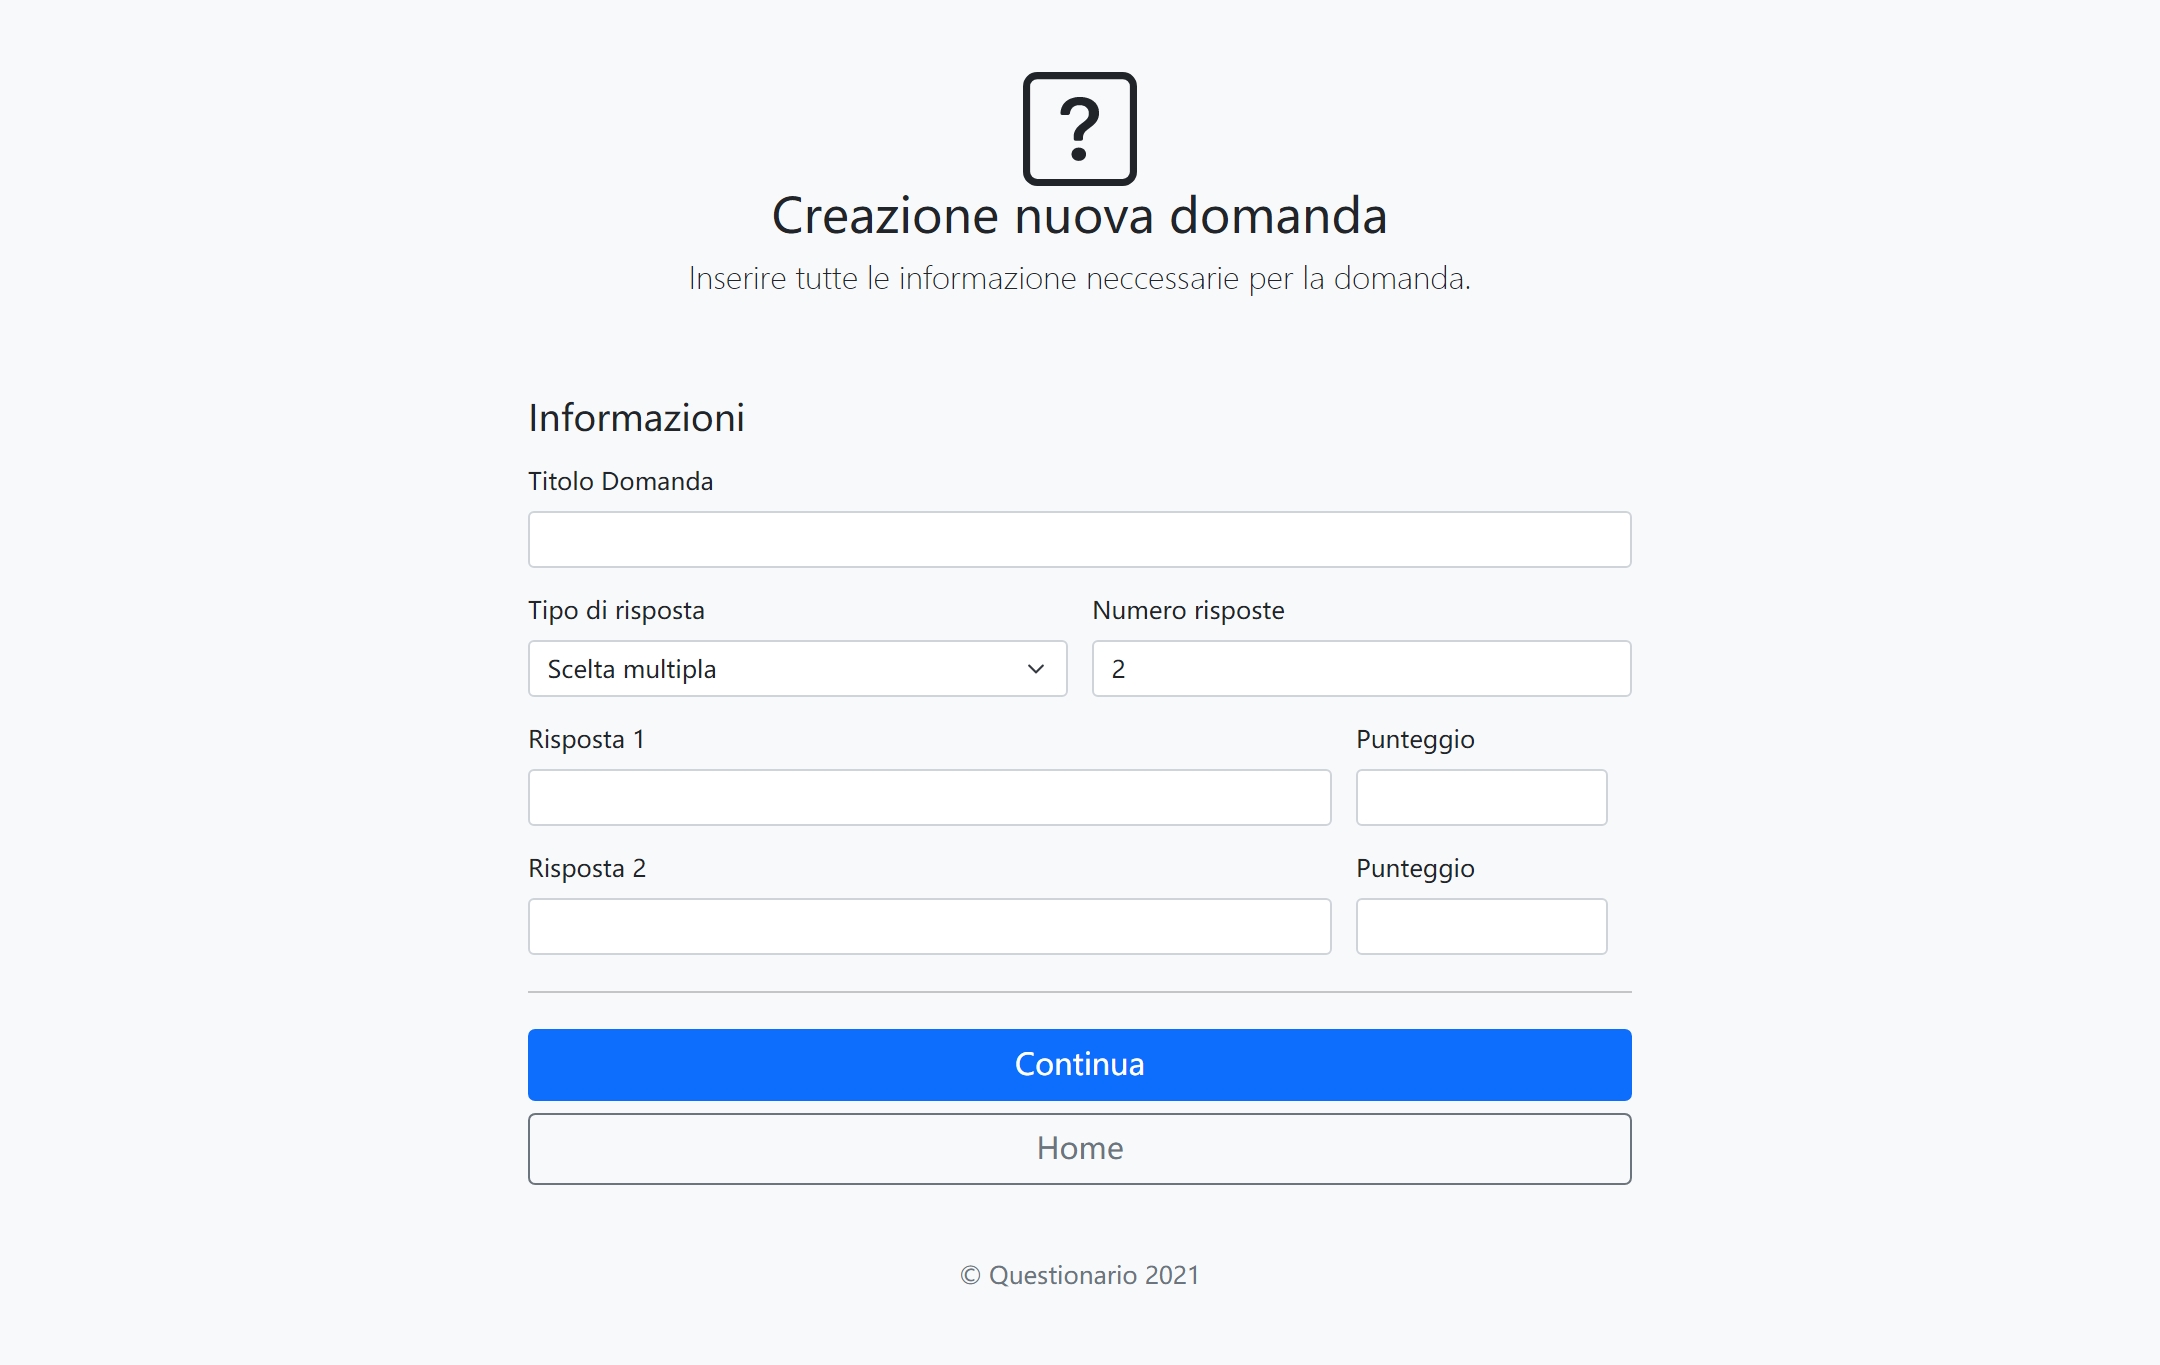 ?
Creazione nuova domanda
Inserire tutte le informazione neccessarie per la domanda.
Informazioni
Titolo Domanda
Tipo di risposta
Numero risposte
Scelta multipla
2
Risposta 1
Punteggio
Risposta 2
Punteggio
Continua
Home
© Questionario 2021